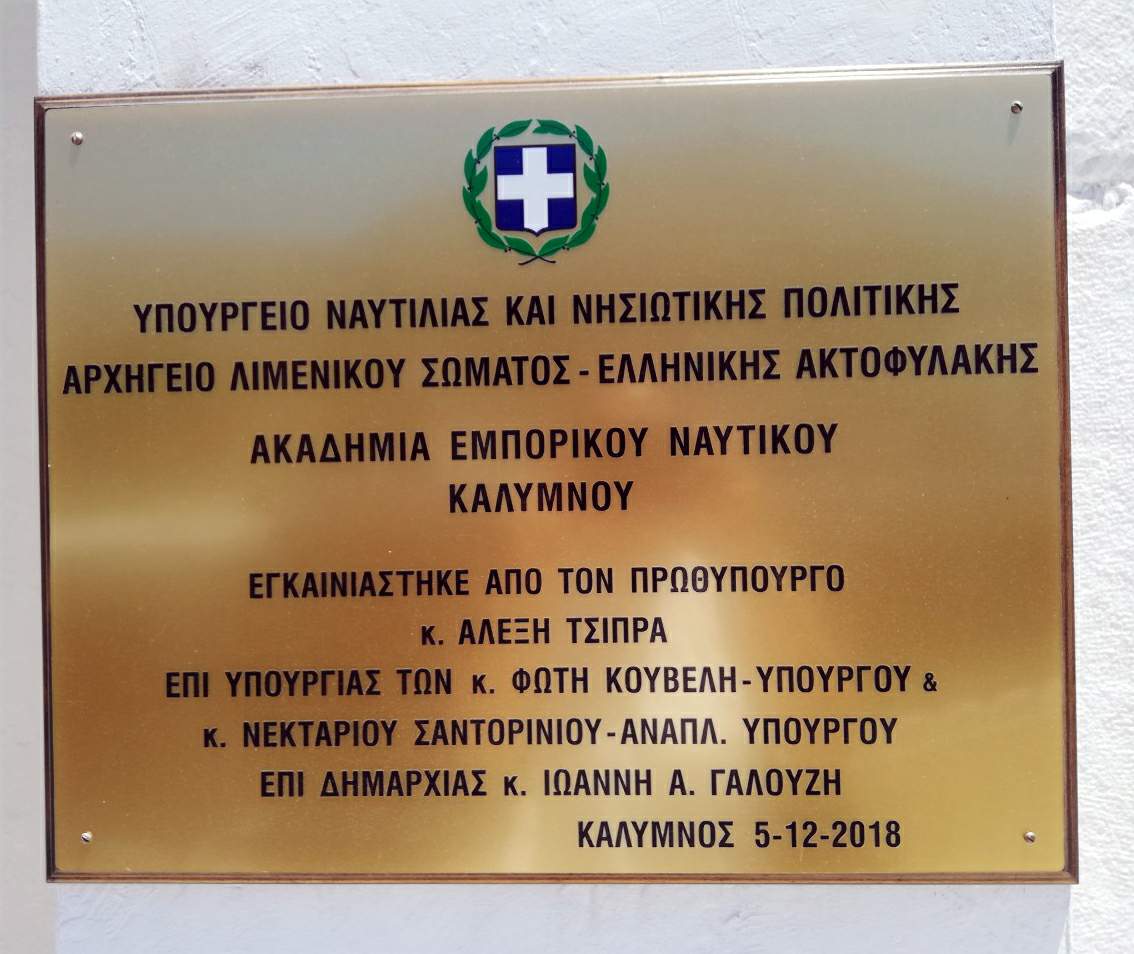 ΥΠΟΥΡΓΕΙΟ ΝΑΥΤΙΛΙΑΣ ΚΑΙ ΝΗΣΙΩΤΙΚΗΣ ΠΟΛΙΤΙΚΗΣ
ΑΡΧΗΓΕΙΟ ΛΙΜΕΝΙΚΟΥ ΣΩΜΑΤΟΣ - ΕΛΛΗΝΙΚΗΣ ΑΚΤΟΦΥΛΑΚΗΣ
ΑΚΑΔΗΜΙΑ ΕΜΠΟΡΙΚΟΥ ΝΑΥΤΙΚΟΥ
ΚΑΛΥΜΝΟΥ
ΕΓΚΑΙΝΙΑΣΤΗΚΕ ΑΠΟ ΤΟΝ ΠΡΩΘΥΠΟΥΡΓΟ
κ. ΑΛΕΞΗ ΤΣΙΠΡΑ
ΕΠΙ ΥΠΟΥΡΓΙΑΣ ΤΩΝ κ. ΦΩΤΗ ΚΟΥΒΕΛΗ-ΥΠΟΥΡΓΟΥ &
κ. ΝΕΚΤΑΡΙΟΥ ΣΑΝΤΟΡΙΝΙΟΥ-ΑΝΑΠΛ. ΥΠΟΥΡΓΟΥ
ΕΠΙ ΔΗΜΑΡΧΙΑΣ κ. ΙΩΑΝΝΗ Α. ΓΑΛΟΥΖΗ
ΚΑΛΥΜΝΟΣ 5-12-2018